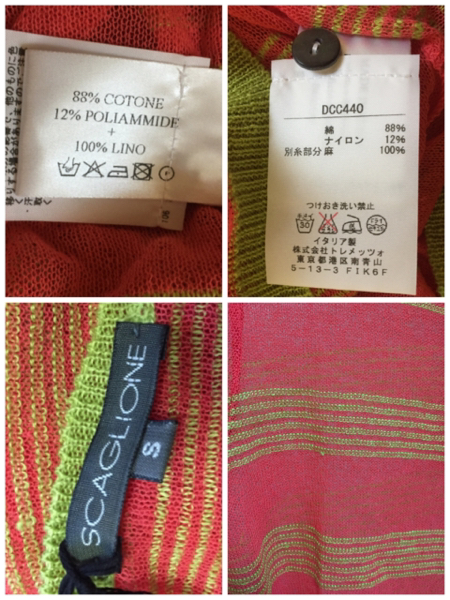 88% COTONE
12% POLIAMMIDE
+
100% LINO
DCC440
綿 88%
ナイロン 12%
別糸部分 麻 100%
つけおき洗い禁止
イタリア製
株式会社トレメッツォ
東京都港区南青山
5-13-3 FIK6F
SCAGLIONE
S